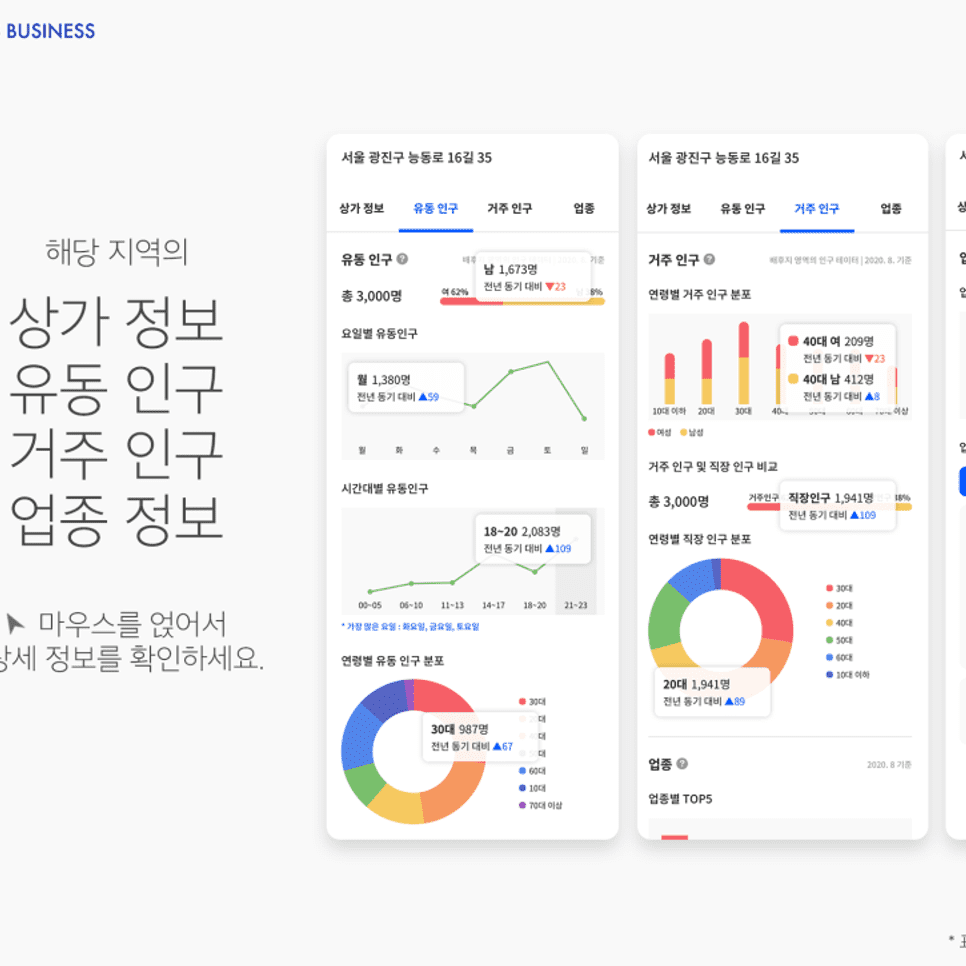 BUSINESS
해당 지역의
상가 정보
유동 인구
거주 인구
업종 정보
마우스를 얹어서
상세 정보를 확인하세요.
서울 광진구 능동로 16길 35
상가 정보 유동 인구 거주 인구 업종
유동 인구 ?
기준
총 3,000명
여 62%
남 1,673명
전년 동기 대비 ▼23
요일별 유동인구
월 1,380명
전년 동기 대비 ▲59
월 화 수 목 금 토 일
시간대별 유동인구
18~20 2,083명
전년 동기 대비 ▲109
00~05 06~10 11~13 14~17 18~20 21~23
* 가장 많은 요일 : 화요일, 금요일, 토요일
연령별 유동 인구 분포
30대 987명
전년 동기 대비 ▲67
30대
60대
10대
70대 이상
서울 광진구 능동로 16길 35
상가 정보 유동 인구 거주 인구 업종
거주 인구 ?
배후지 영역의 인구 데이터 | 2020. 8. 기준
연령별 거주 인구 분포
40대 여 209명
전년 동기 대비 ▼23
40대 남 412명
전년 동기 대비 ▲8
10대 이하 20대 30대
여성 남성
거주 인구 및 직장 인구 비교
총 3,000명
거주인구
직장인구 1,941명
전년 동기 대비 ▲109
연령별 직장 인구 분포
30대
20대
40대
50대
60대
10대 이하
20대 1,941명
전년 동기 대비 ▲89
업종 ?
2020. 8 기준
업종별 TOP5